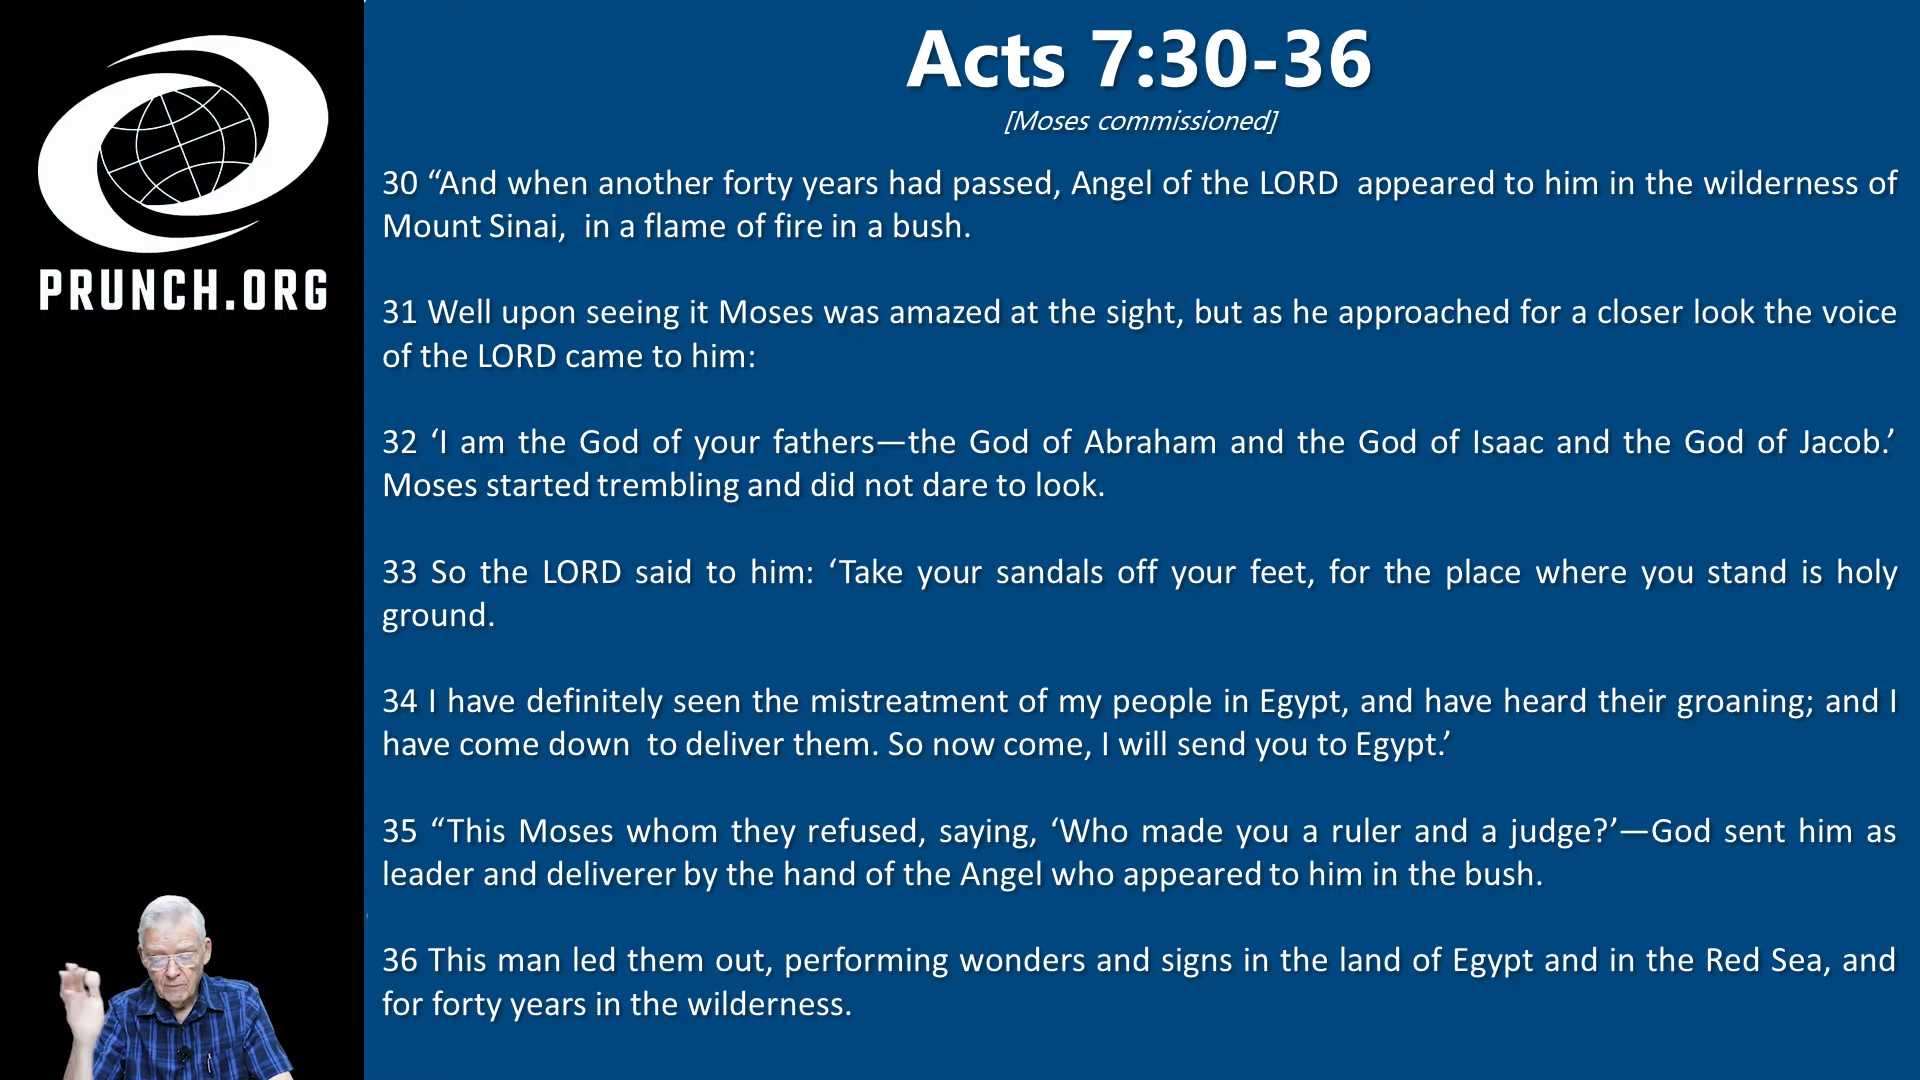 PRUNCH.ORG
Acts 7:30-36
[Moses commissioned]
30 “And when another forty years had passed, Angel of the LORD  appeared to him in the wilderness of
Mount Sinai,  in a flame of fire in a bush.
31 Well upon seeing it Moses was amazed at the sight, but as he approached for a closer look the voice
of the LORD came to him:
32 ‘I am the God of your fathers—the God of Abraham and the God of Isaac and the God of Jacob.’
Moses started trembling and did not dare to look.
33 So the LORD said to him: ‘Take your sandals off your feet, for the place where you stand is holy
ground.
34 I have definitely seen the mistreatment of my people in Egypt, and have heard their groaning; and I
have come down  to deliver them. So now come, I will send you to Egypt.’
35 “This Moses whom they refused, saying, ‘Who made you a ruler and a judge?’—God sent him as
leader and deliverer by the hand of the Angel who appeared to him in the bush.
36 This man led them out, performing wonders and signs in the land of Egypt and in the Red Sea, and
for forty years in the wilderness.